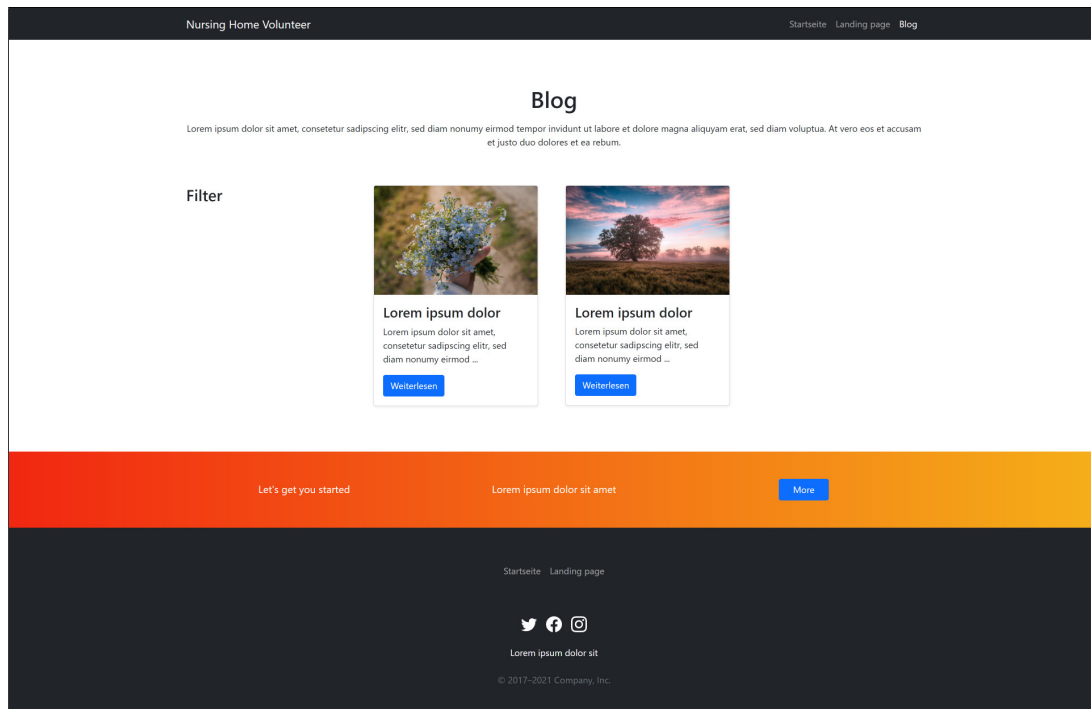 Nursing Home Volunteer
Startseite Landing page Blog
Blog
Lorem ipsum dolor sit amet, consetetur sadipscing elitr, sed diam nonumy eirmod tempor invidunt ut labore et dolore magna aliquyam erat, sed diam voluptua. At vero eos et accusam
et justo duo dolores et ea rebum.
Filter
Lorem ipsum dolor
Lorem ipsum dolor sit amet,
consetetur sadipscing elitr, sed
diam nonumy eirmod ...
Weiterlesen
Lorem ipsum dolor
Lorem ipsum dolor sit amet,
consetetur sadipscing elitr, sed
diam nonumy eirmod ...
Weiterlesen
Let's get you started
Lorem ipsum dolor sit amet
More
Startseite Landing page
Lorem ipsum dolor sit
© 2017–2021 Company, Inc.